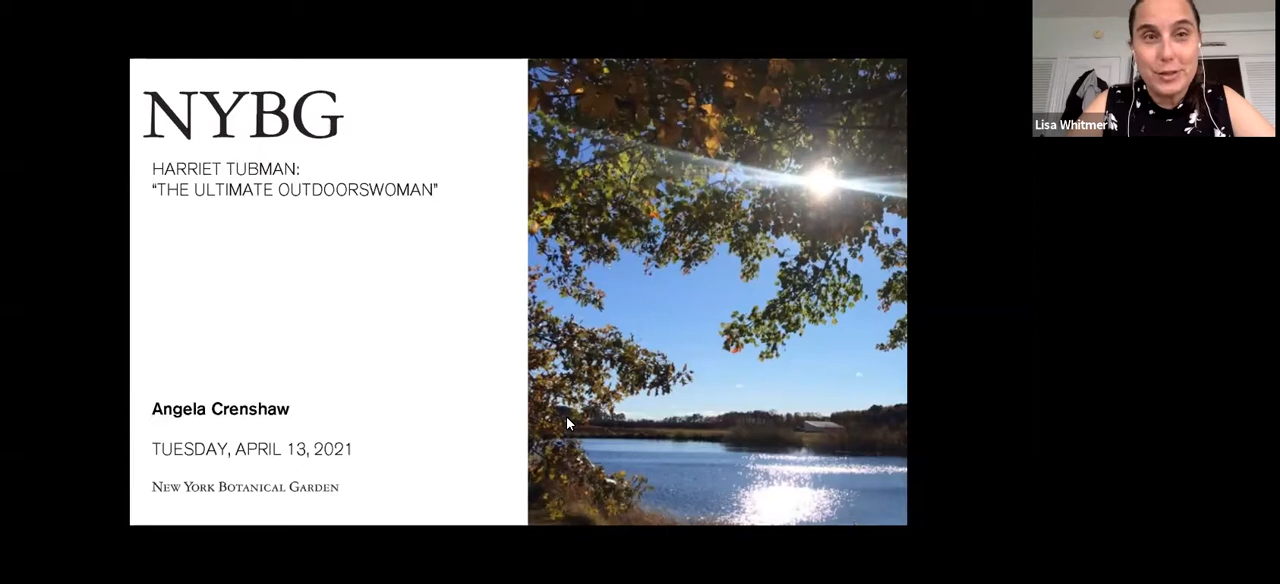 NYBG
HARRIET TUBMAN:
“THE ULTIMATE OUTDOORSWOMAN”
Angela Crenshaw
TUESDAY, APRIL 13, 2021
NEW YORK BOTANICAL GARDEN
Lisa Whitmer